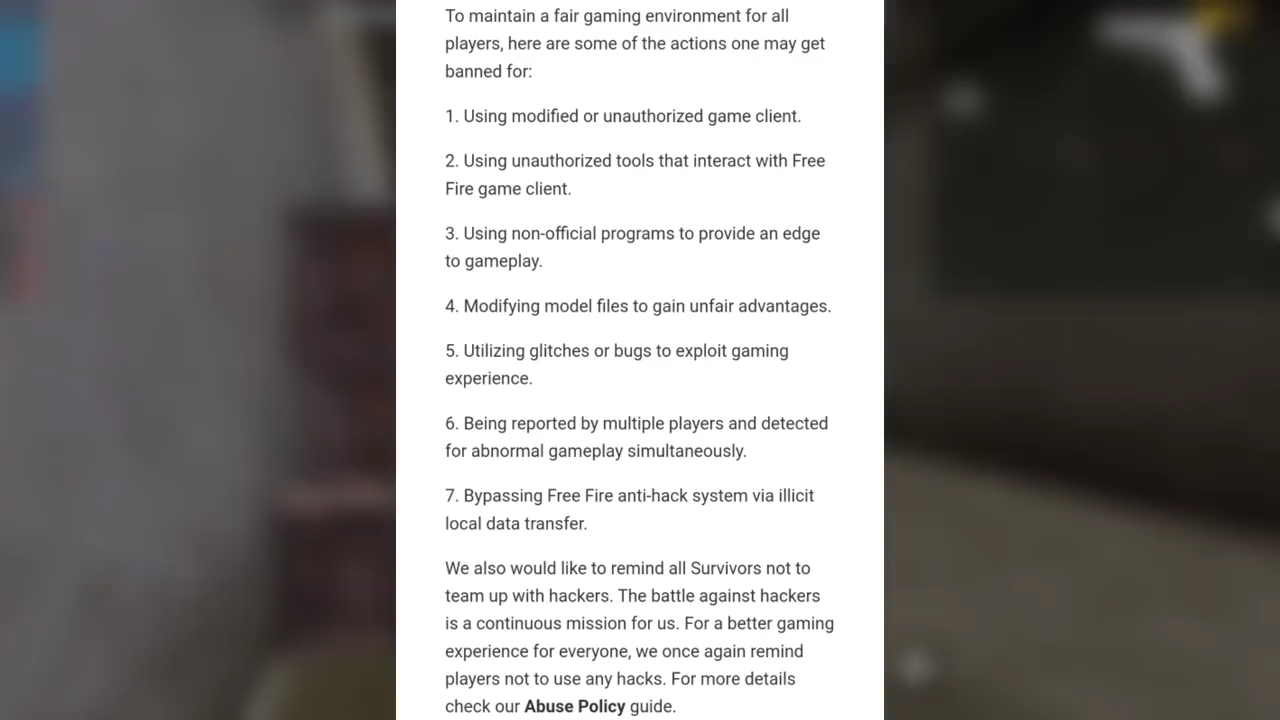 To maintain a fair gaming environment for all
players, here are some of the actions one may get
banned for:
1. Using modified or unauthorized game client.
2. Using unauthorized tools that interact with Free
Fire game client.
3. Using non-official programs to provide an edge
to gameplay.
4. Modifying model files to gain unfair advantages.
5. Utilizing glitches or bugs to exploit gaming
experience.
6. Being reported by multiple players and detected
for abnormal gameplay simultaneously.
7. Bypassing Free Fire anti-hack system via illicit
local data transfer.
We also would like to remind all Survivors not to
team up with hackers. The battle against hackers
is a continuous mission for us. For a better gaming
experience for everyone, we once again remind
players not to use any hacks. For more details
check our Abuse Policy guide.